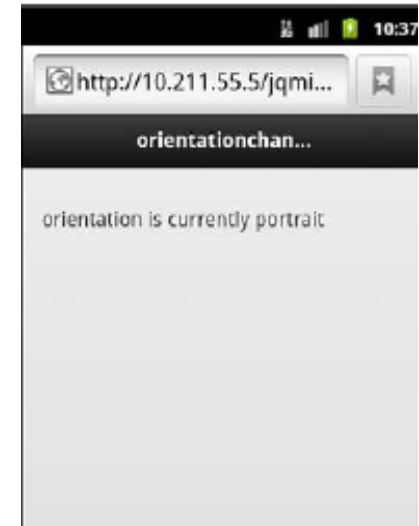 10:37
http://10.211.55.5/jqmi...
orientationchan...
orientation is currently portrait